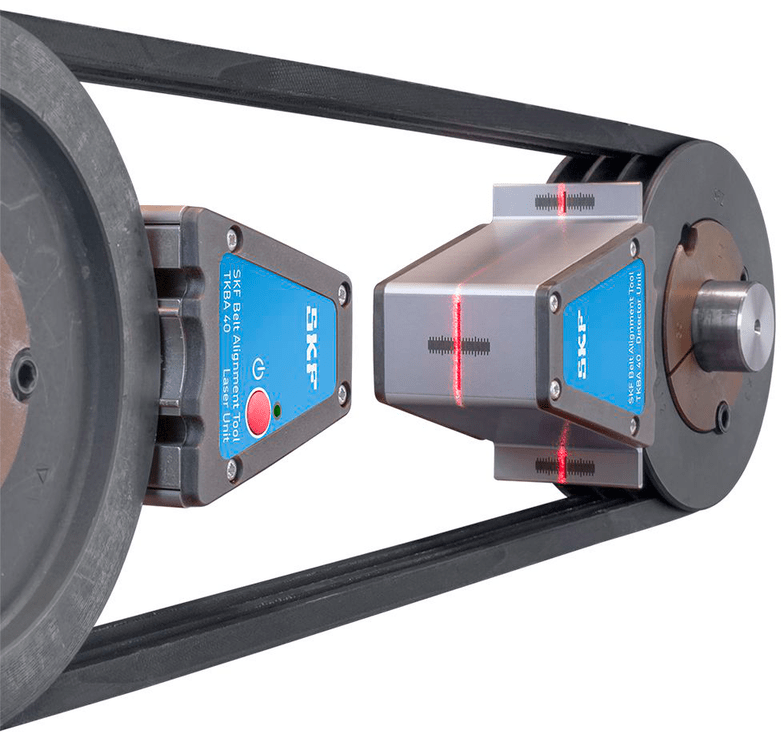 SKF
SKF Belt Alignment Tool
TKBA 40
Laser Unit
SKF
SKF Belt Alignment Tool
TKBA 40 Detector Unit